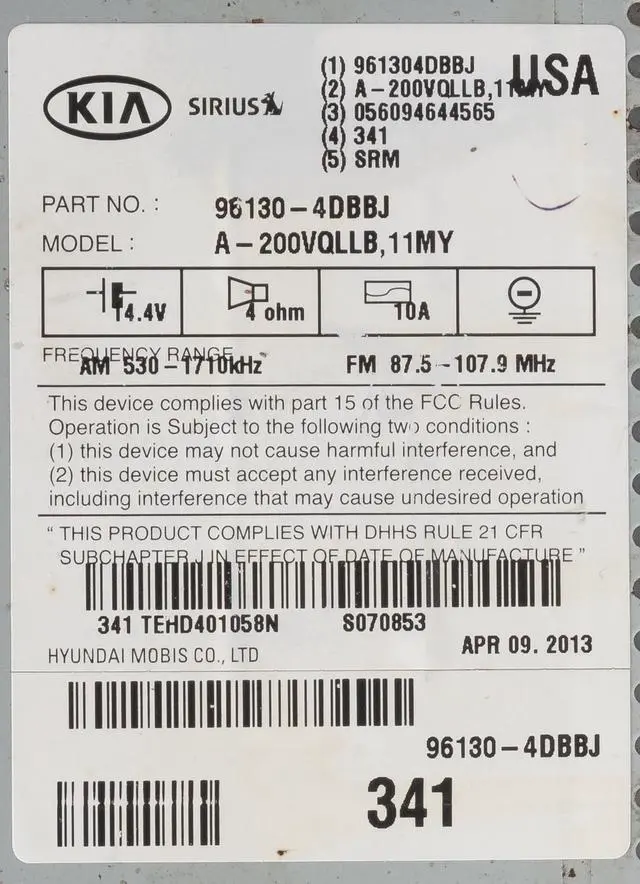 KIA SIRIUS
(1) 961304DBBJ
(2) A-200VQLLB,11MY
(3) 056094644565
(4) 341
(5) SRM
USA
PART NO. : 96130-4DBBJ
MODEL : A-200VQLLB,11MY
14.4V 4 ohm 10A
FREQUENCY RANGE
AM 530-1710kHz FM 87.5-107.9 MHz
This device complies with part 15 of the FCC Rules.
Operation is Subject to the following two conditions :
(1) this device may not cause harmful interference, and
(2) this device must accept any interference received,
including interference that may cause undesired operation
“ THIS PRODUCT COMPLIES WITH DHHS RULE 21 CFR
SUBCHAPTER J IN EFFECT OF DATE OF MANUFACTURE ”
341 TEHD401058N S070853
HYUNDAI MOBIS CO., LTD APR 09. 2013
96130-4DBBJ
341